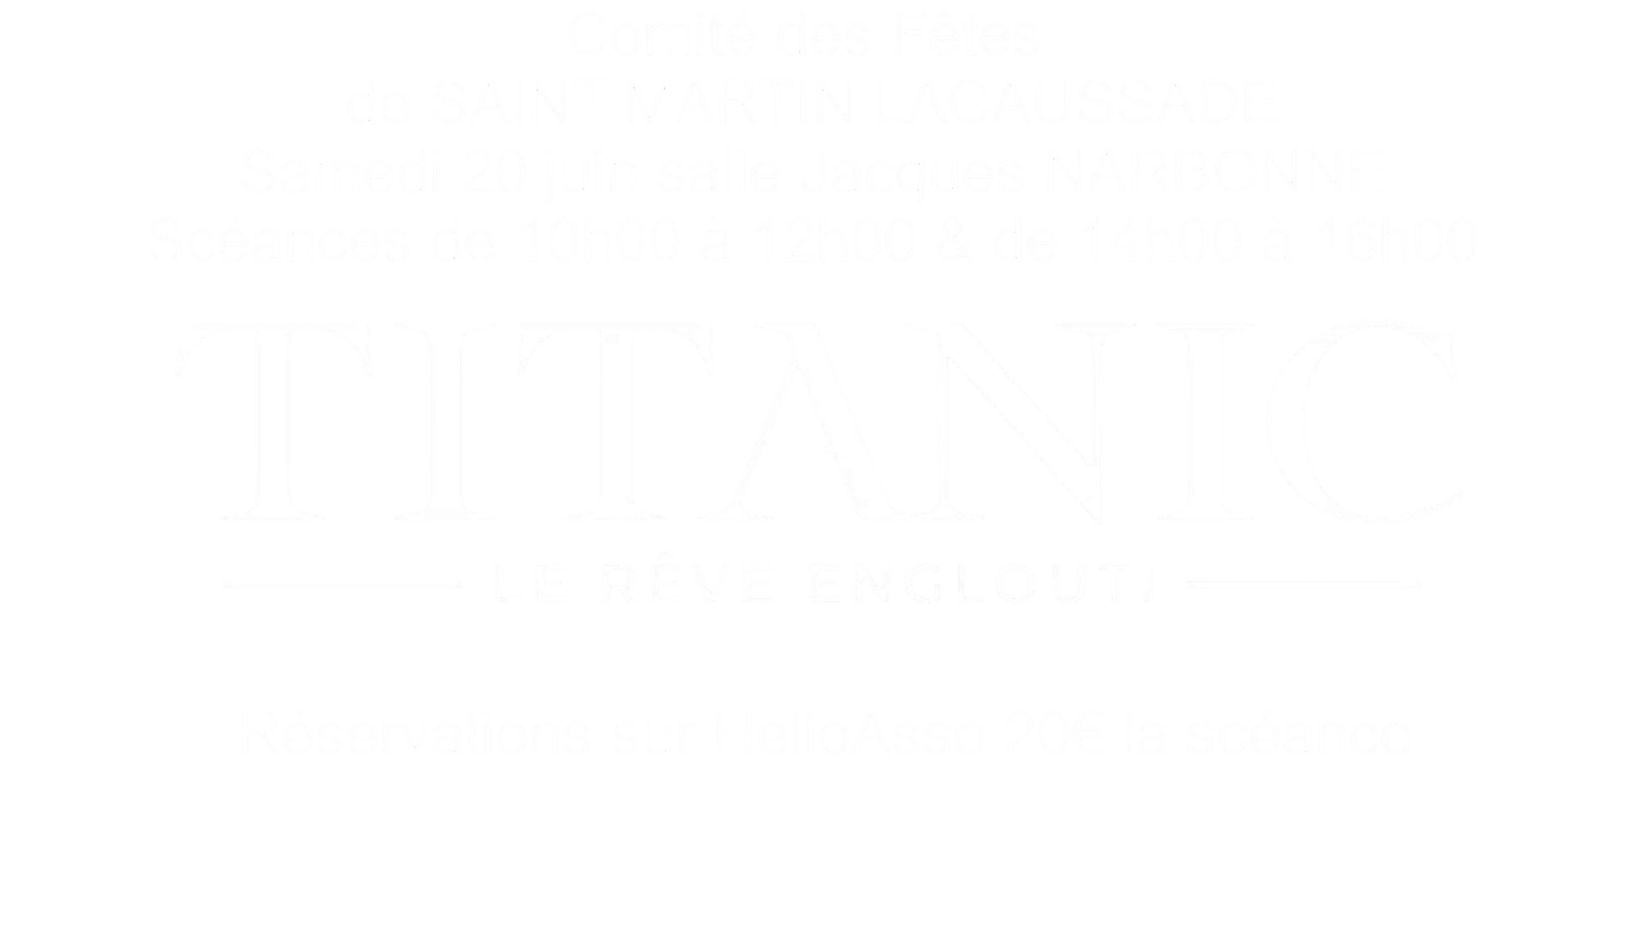 Comité des Fêtes
de SAINT MARTIN LACAUSSADE
Samedi 20 juin salle Jacques NARBONNE
Scéances de 10h00 à 12h00 & de 14h00 à 16h00
TITANIC
LE RÊVE ENGLOUTI
Réservations sur HelloAsso 20€ la scéance